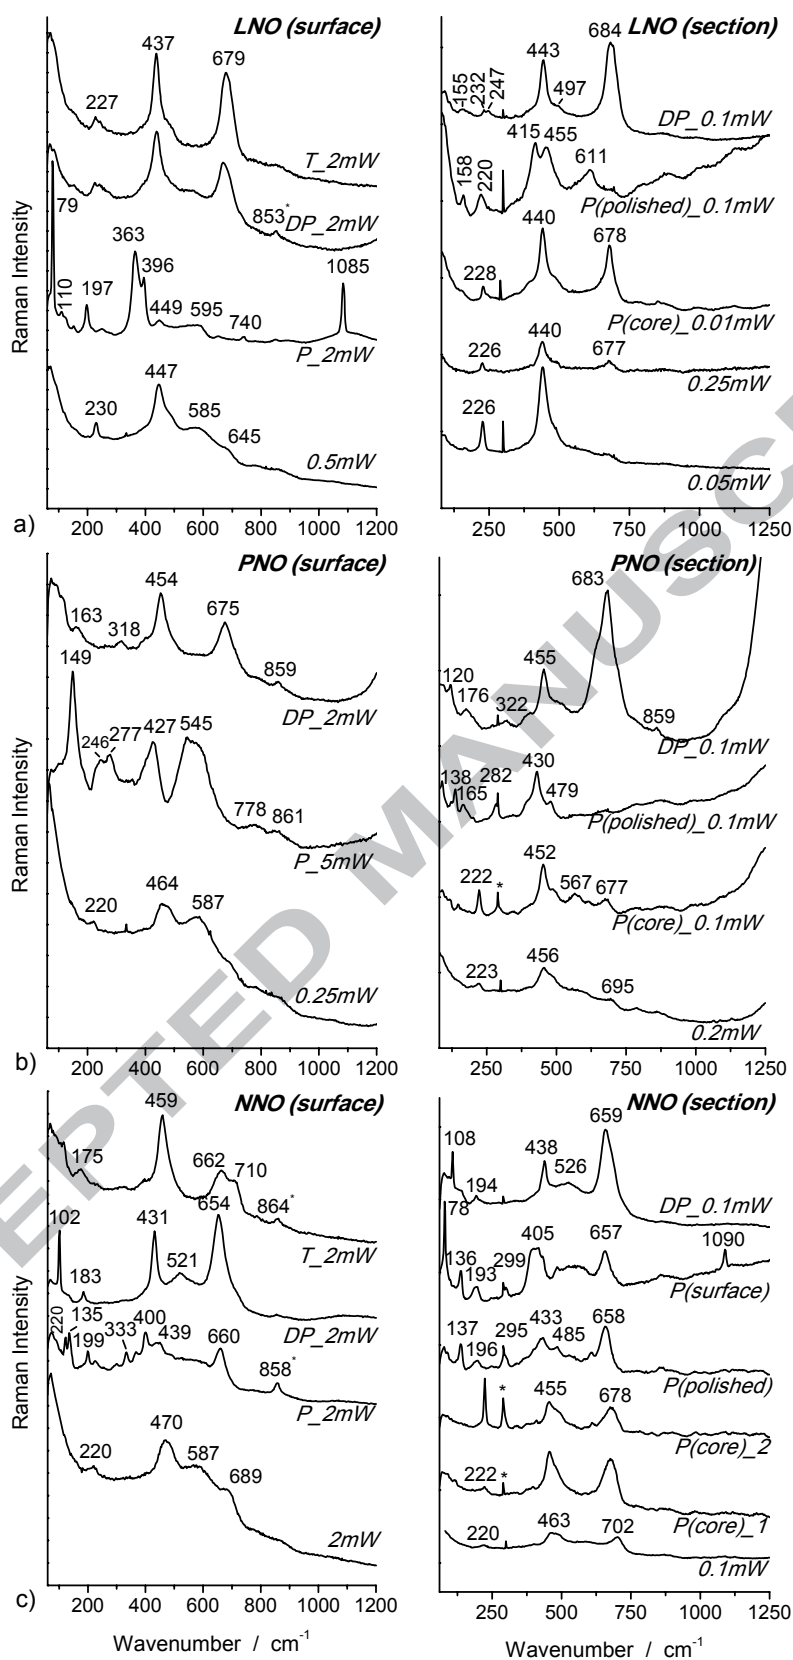 LNO (surface)
437
679
227
T_2mW
79
853*
DP_2mW
363
396
1085
110
197
449
595
740
P_2mW
447
230
585
645
0.5mW
Raman Intensity
200 400 600 800 1000 1200
a)
LNO (section)
684
443
155
232
247
497
DP_0.1mW
415 455
611
158
220
P(polished)_0.1mW
440
678
228
P(core)_0.01mW
440
226
677
0.25mW
226
0.05mW
250 500 750 1000 1250
PNO (surface)
454
675
163
318
859
DP_2mW
149
246
277
427
545
778
861
P_5mW
464
587
220
0.25mW
Raman Intensity
200 400 600 800 1000 1200
b)
PNO (section)
683
455
120
176
322
859
DP_0.1mW
430
138
165
282
479
P(polished)_0.1mW
452
222
*
567
677
P(core)_0.1mW
456
223
695
0.2mW
250 500 750 1000 1250
NNO (surface)
459
175
662
710
864*
T_2mW
102
431
654
521
183
DP_2mW
220
135
199
333
400
439
660
858*
P_2mW
470
220
587
689
2mW
Raman Intensity
200 400 600 800 1000 1200
c)
Wavenumber / cm-1
NNO (section)
659
108
438
526
194
DP_0.1mW
78
405
657
1090
136
193
299
P(surface)
137
196
295
433
485
658
P(polished)
*
455
678
P(core)_2
222
*
P(core)_1
220
463
702
0.1mW
250 500 750 1000 1250
Wavenumber / cm-1
EPTED MANUSC